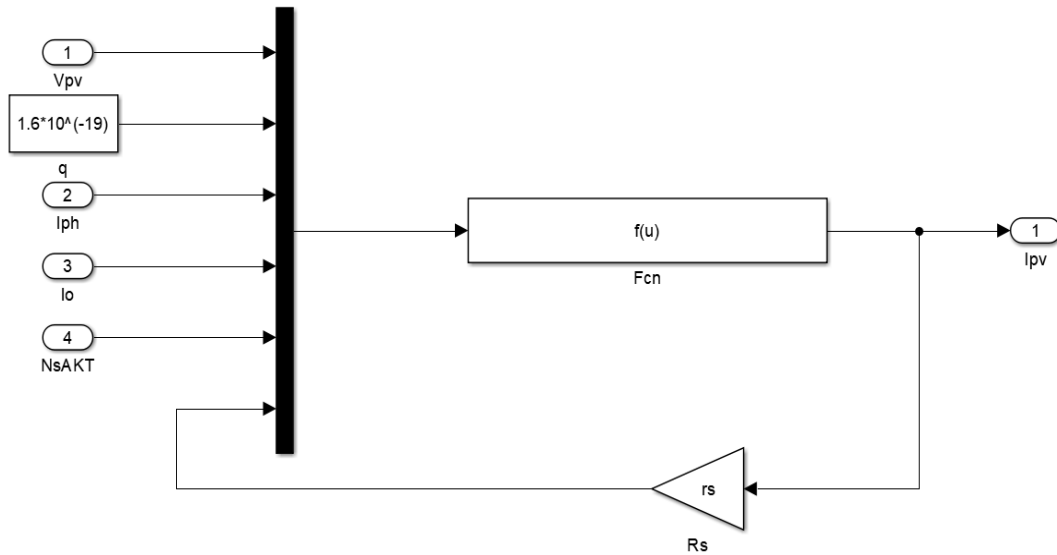 1
Vpv
1.6*10^(-19)
q
2
Iph
3
Io
4
NsAKT
f(u)
Fcn
1
Ipv
rs
Rs